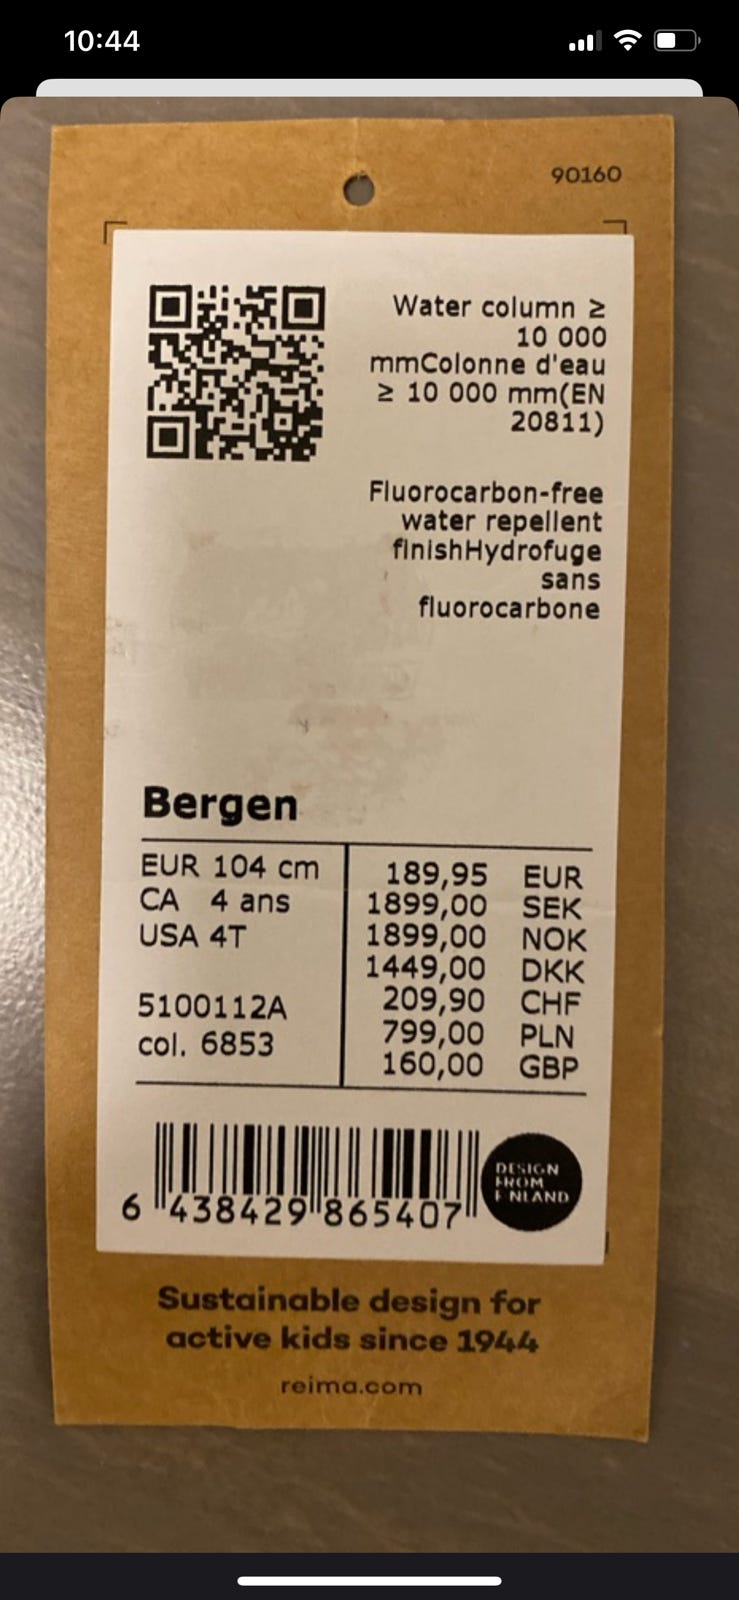 10:44
90160
Water column ≥
10 000
mmColonne d'eau
≥ 10 000 mm(EN
20811)
Fluorocarbon-free
water repellent
finishHydrofuge
sans
fluorocarbone
Bergen
EUR 104 cm
CA 4 ans
USA 4T
5100112A
col. 6853
189,95 EUR
1899,00 SEK
1899,00 NOK
1449,00 DKK
209,90 CHF
799,00 PLN
160,00 GBP
6 438429 865407
DESIGN
FROM
FINLAND
Sustainable design for
active kids since 1944
reima.com